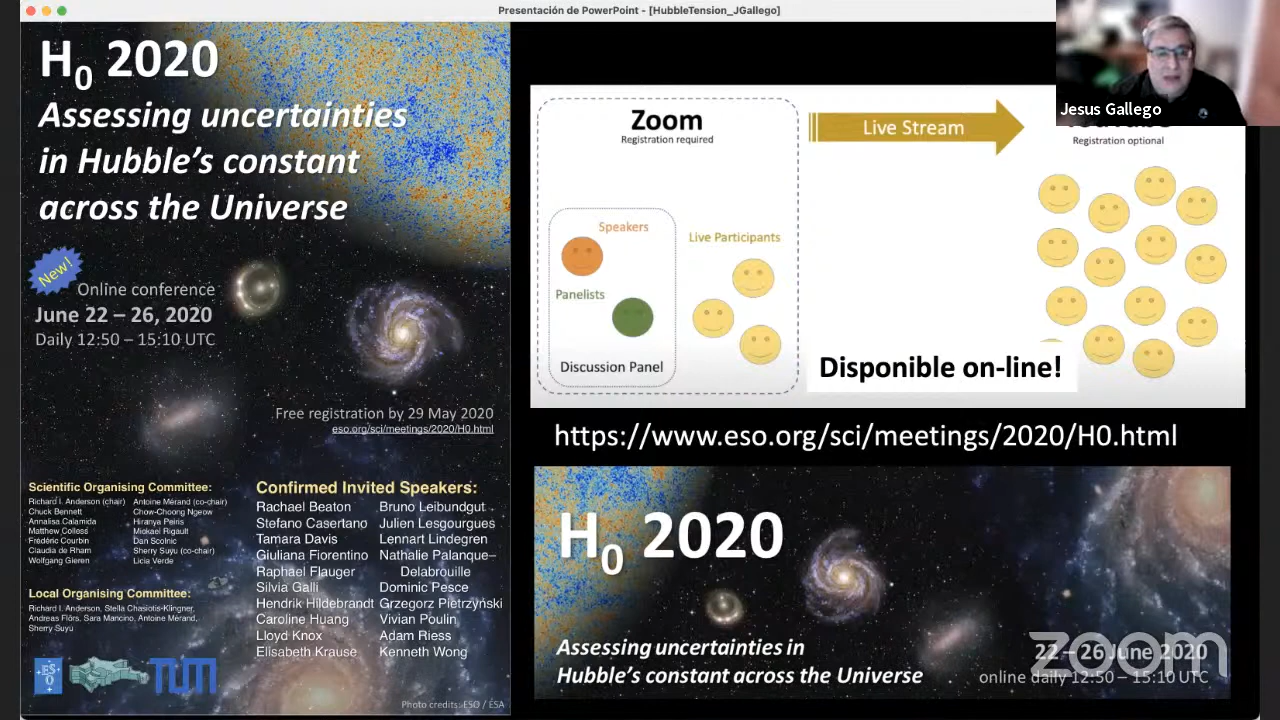 Presentación de PowerPoint - [HubbleTension_JGallego]
H0 2020
Assessing uncertainties
in Hubble's constant
across the Universe
New!
Online conference
June 22 – 26, 2020
Daily 12:50 – 15:10 UTC
Free registration by 29 May 2020
eso.org/sci/meetings/2020/H0.html
Scientific Organising Committee:
Richard I. Anderson (chair)
Chuck Bennett
Annalisa Calamida
Matthew Colless
Frédéric Courbin
Claudia de Rham
Wolfgang Gieren
Antoine Mérand (co-chair)
Chow-Choong Ngeow
Hiranya Peiris
Mickael Rigault
Dan Scolnic
Sherry Suyu (co-chair)
Licia Verde
Local Organising Committee:
Richard I. Anderson, Stella Chasiotis-Klingner,
Andreas Flörs, Sara Mancino, Antoine Mérand,
Sherry Suyu
Confirmed Invited Speakers:
Rachael Beaton
Stefano Casertano
Tamara Davis
Giuliana Fiorentino
Raphael Flauger
Silvia Galli
Hendrik Hildebrandt
Caroline Huang
Lloyd Knox
Elisabeth Krause
Bruno Leibundgut
Julien Lesgourgues
Lennart Lindegren
Nathalie Palanque–
Delabrouille
Dominic Pesce
Grzegorz Pietrzyński
Vivian Poulin
Adam Riess
Kenneth Wong
ESO
TUM
Photo credits: ESO / ESA
Zoom
Registration required
Speakers
Panelists
Discussion Panel
Live Participants
Live Stream
Registration optional
Jesus Gallego
Disponible on-line!
https://www.eso.org/sci/meetings/2020/H0.html
H0 2020
Assessing uncertainties in
Hubble's constant across the Universe
22 – 26 June 2020
online daily 12:50 – 15:10 UTC
zoom